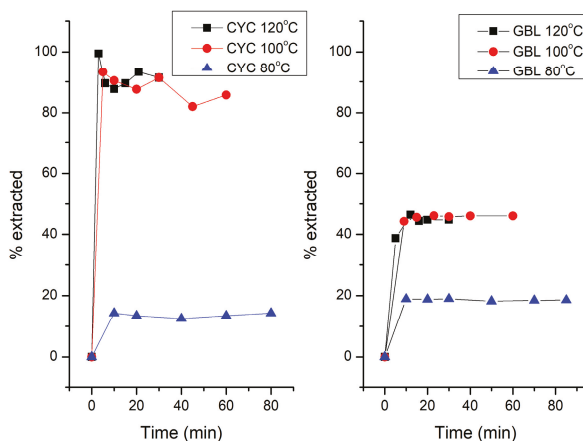 CYC 120°C
CYC 100°C
CYC 80°C
% extracted
100
80
60
40
20
0
0 20 40 60 80
Time (min)
GBL 120°C
GBL 100°C
GBL 80°C
% extracted
100
80
60
40
20
0
0 20 40 60 80
Time (min)